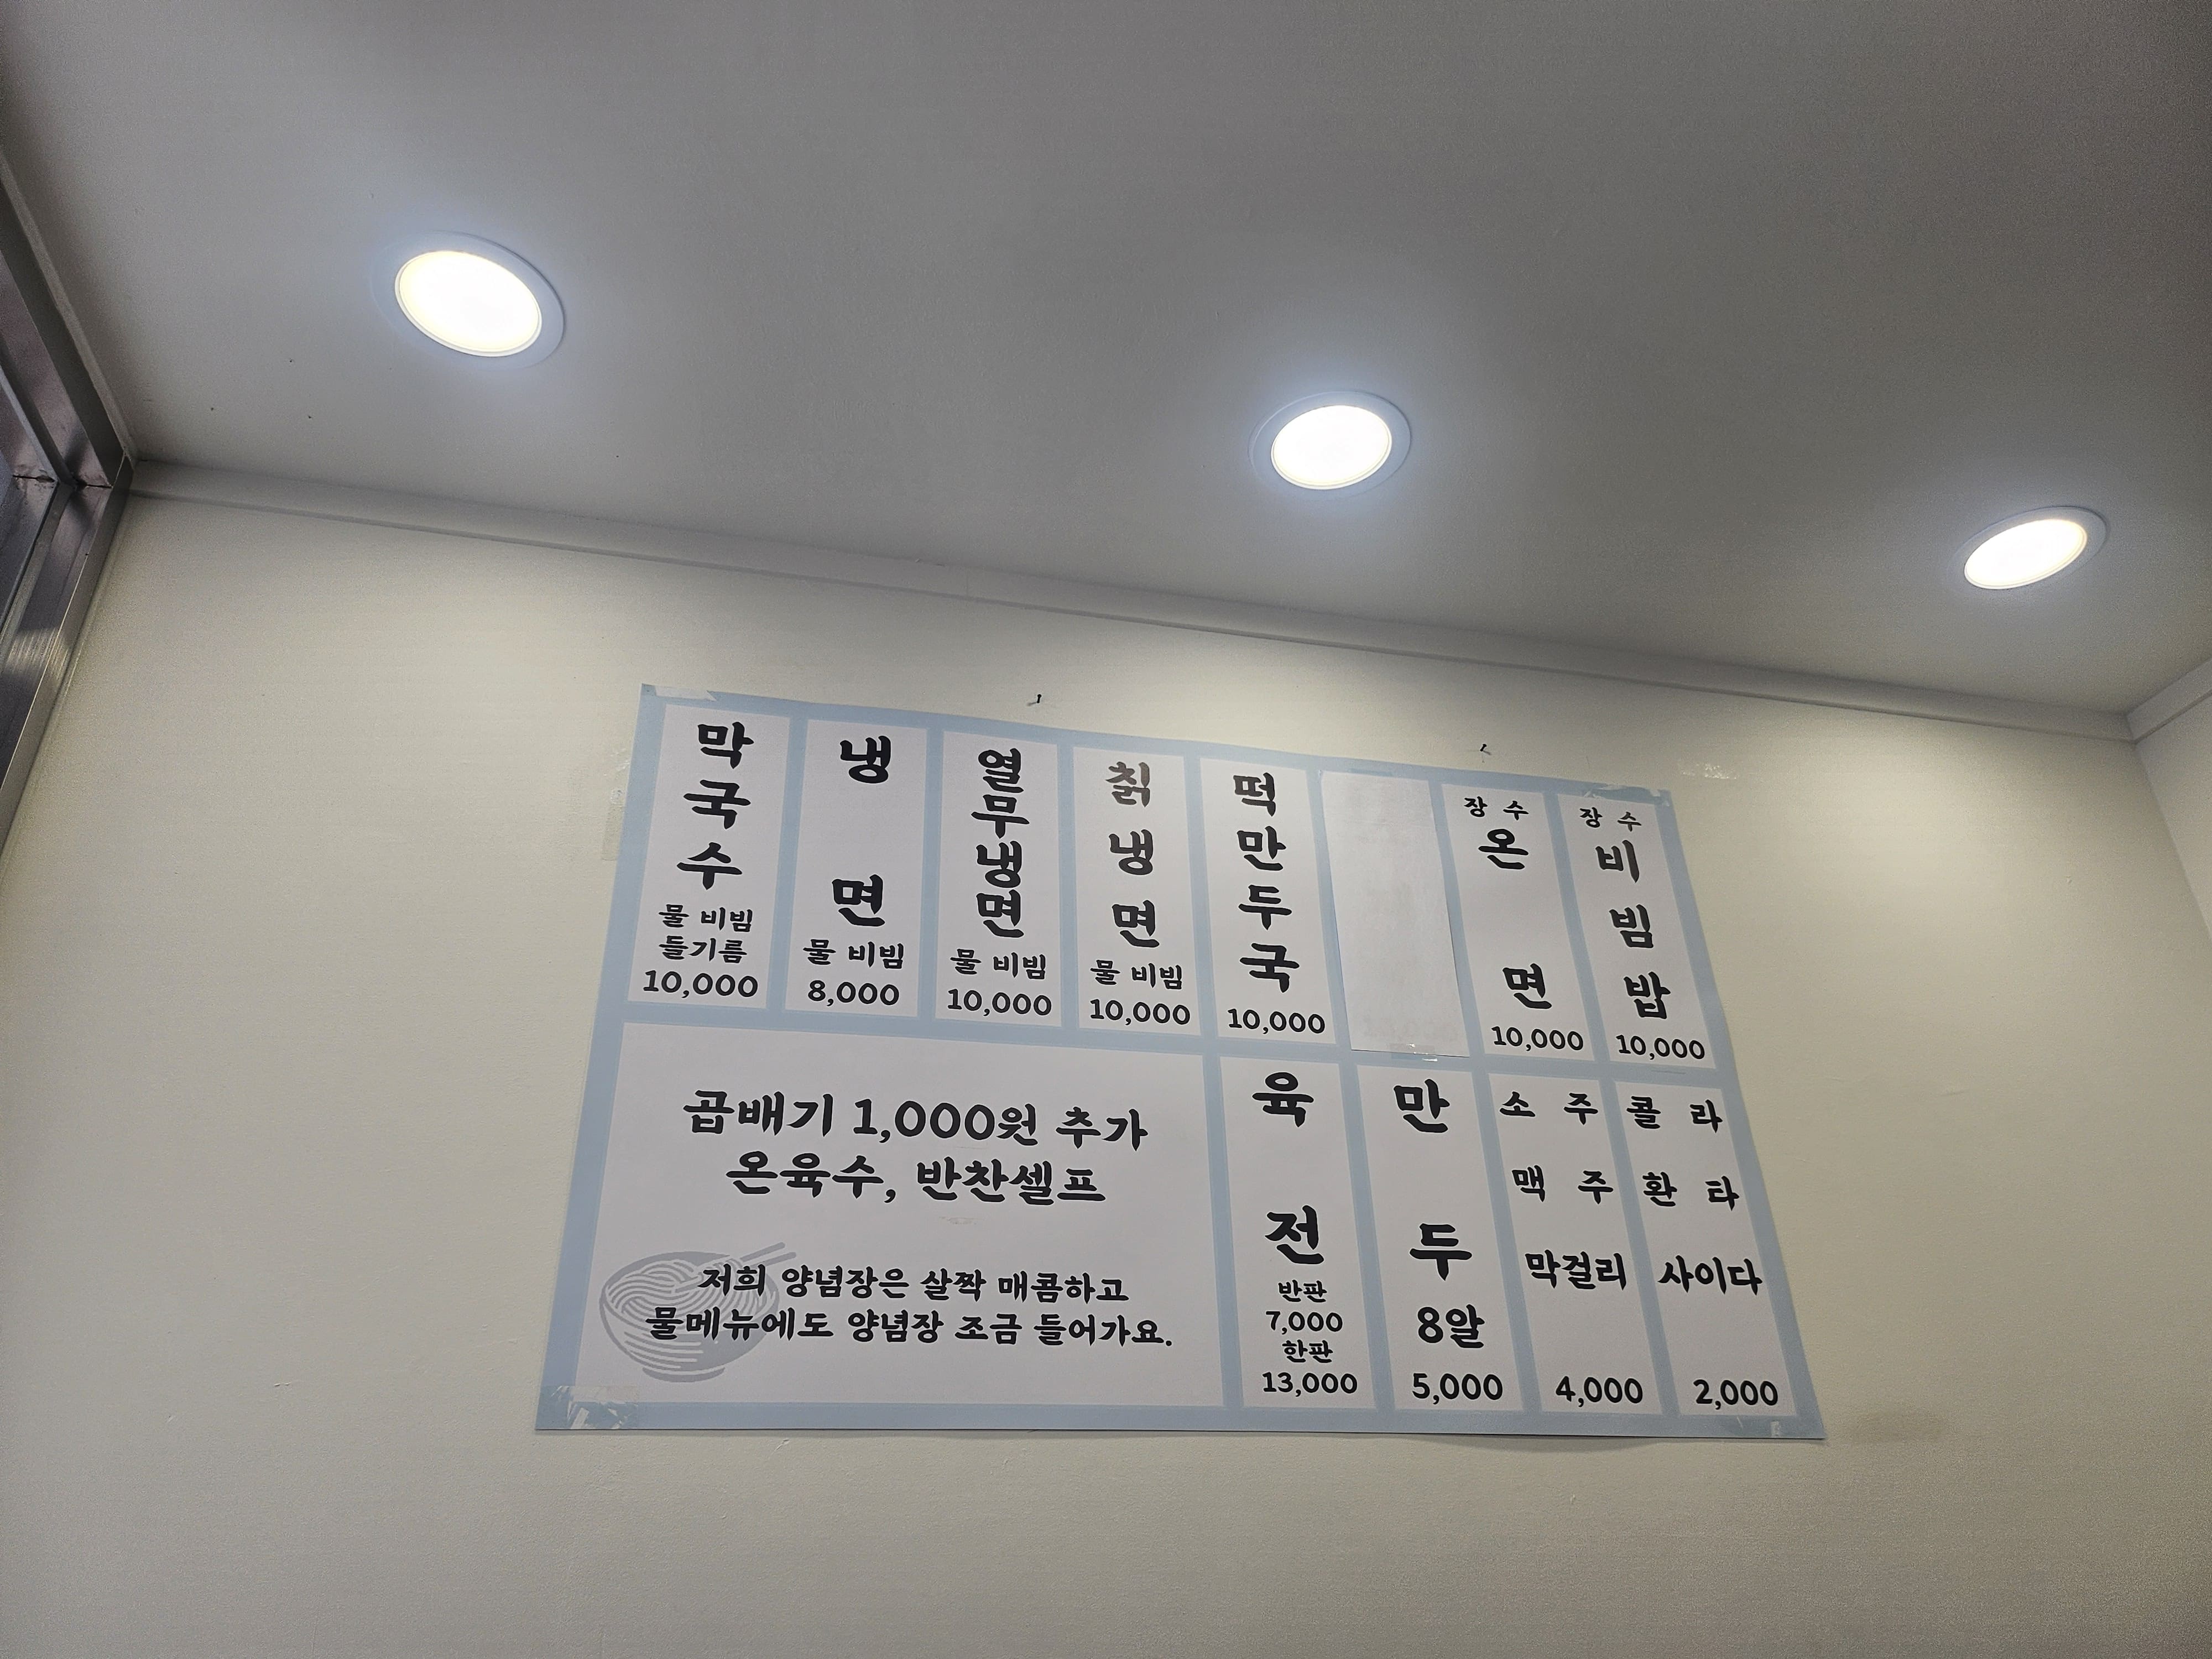 막국수
물 비빔
들기름
10,000
냉면
물 비빔
8,000
열무냉면
물 비빔
10,000
칡냉면
물 비빔
10,000
떡만두국
10,000
장수
온면
10,000
장수
비빔밥
10,000
곱배기 1,000원 추가
온육수, 반찬셀프
저희 양념장은 살짝 매콤하고
물메뉴에도 양념장 조금 들어가요.
육전
반판
7,000
한판
13,000
만두
8알
5,000
소주
맥주
막걸리
4,000
콜라
환타
사이다
2,000